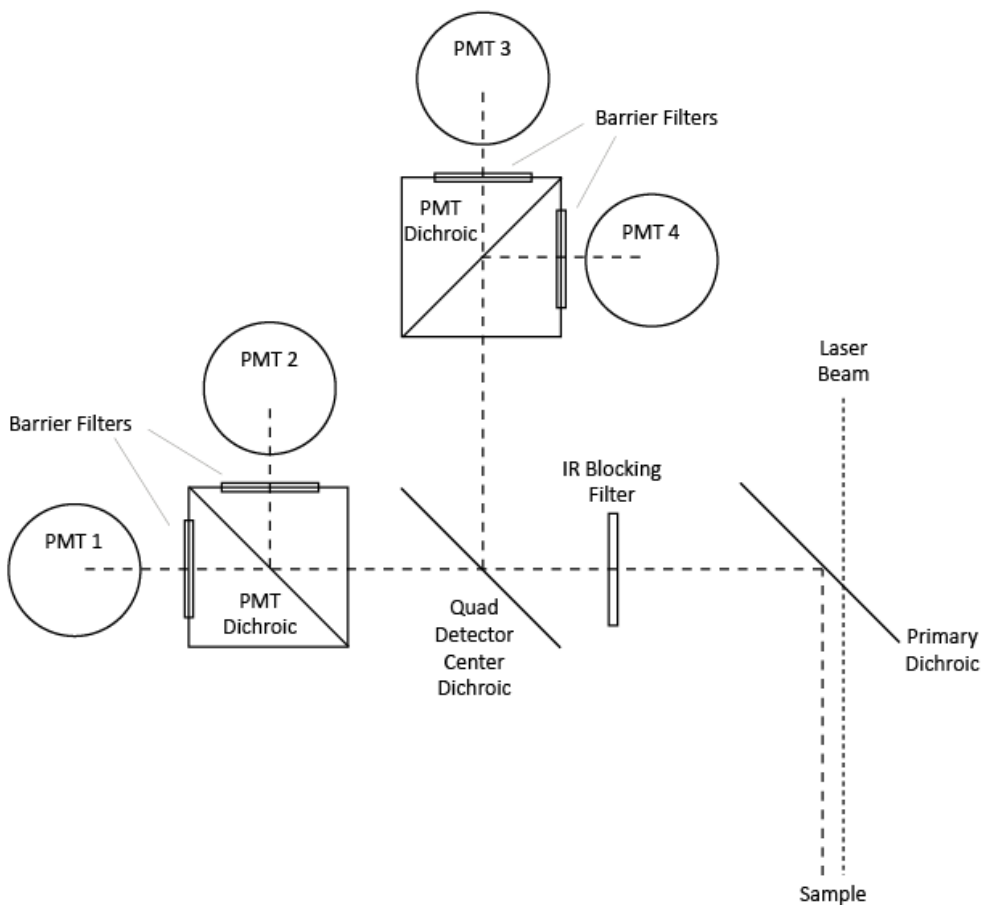 PMT 3
Barrier Filters
PMT
Dichroic
PMT 4
Laser
Beam
PMT 2
Barrier Filters
IR Blocking
Filter
PMT 1
PMT
Dichroic
Quad
Detector
Center
Dichroic
Primary
Dichroic
Sample